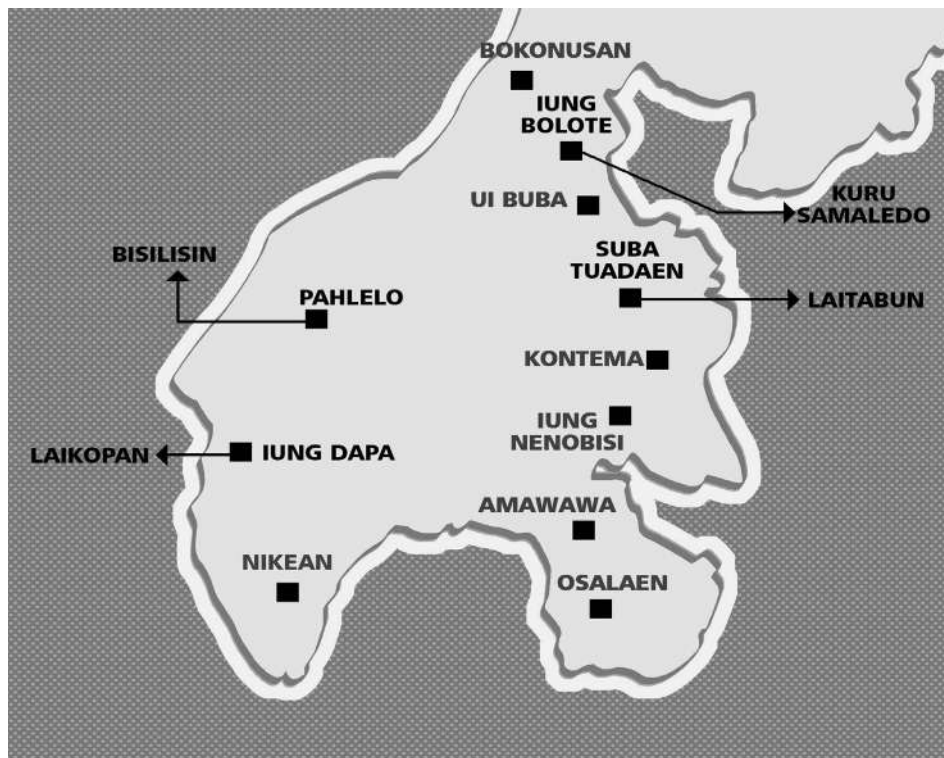 BOKONUSAN
IUNG
BOLOTE
UI BUBA
KURU
SAMALEDO
BISILISIN
SUBA
TUADAEN
PAHLELO
LAITABUN
KONTEMA
IUNG
NENOBISI
LAIKOPAN
IUNG DAPA
AMAWAWA
NIKEAN
OSALAEN